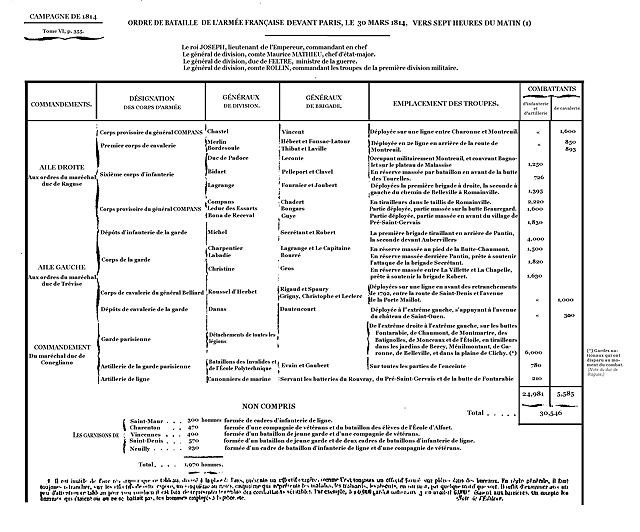 CAMPAGNE DE 1814
Tome VI, p. 355.
ORDRE DE BATAILLE DE L'ARMÉE FRANÇAISE DEVANT PARIS, LE 30 MARS 1814, VERS SEPT HEURES DU MATIN (1)
Le roi JOSEPH, lieutenant de l'Empereur, commandant en chef
Le général de division, comte Maurice MATHIEU, chef d'état-major.
Le général de division, duc de FELTRE, ministre de la guerre.
Le général de division, comte ROLLIN, commandant les troupes de la première division militaire.
COMMANDEMENTS.
DÉSIGNATION DES CORPS D'ARMÉE
GÉNÉRAUX DE DIVISION.
GÉNÉRAUX DE BRIGADE.
EMPLACEMENT DES TROUPES.
COMBATTANTS
d'infanterie et d'artillerie
de cavalerie.
AILE DROITE
Aux ordres du maréchal duc de Raguse
Corps provisoire du général COMPANS Chastel Vincent Déployée sur une ligne entre Charonne et Montreuil. « 1,600
Premier corps de cavalerie Merlin Hébert et Fonsac-Latour Déployée en 2e ligne en arrière de la route de Montreuil. « 850
Bordesoule Thibut et Laville 893
Sixième corps d'infanterie Duc de Padoce Leconte Occupant militairement Montreuil, et couvrant Bagnolet sur le plateau de Malassise 1,250
Bidart Pelleport et Clavel En réserve massée par bataillon en avant de la butte des Tourelles. 726
Lagrange Fournier et Joubert Déployées la première brigade à droite, la seconde à gauche du chemin de Belleville à Romainville. 1,395
Corps provisoire du général COMPANS Compans Chadert En tirailleurs dans le parc de Romainville. 2,220
Leduc des Essarts Bongars Partie déployée, partie massée sur la butte Beauregard. 1,600
Bona de Receval Guye Partie déployée, partie massée en avant du village de Pré-Saint-Gervais 1,830
Dépôts d'infanterie de la garde Michel Secrétant et Robert La première brigade tiraillant en arrière de Pantin, la seconde devant Aubervillers 4,000
AILE GAUCHE
Aux ordres du maréchal duc de Trévise
Corps de la garde Charpentier Lagrange et Le Capitaine En réserve massée au pied de la Butte-Chaumont. 1,500
Labadie Bourré En réserve massée derrière Pantin, prête à soutenir l'attaque de la brigade Secrétant. 1,820
Christine Gros En réserve massée entre La Villette et La Chapelle, prête à soutenir la brigade Robert. 1,630
Corps de cavalerie du général Belliard Roussel d'Herbot Rigaud et Spaury Grigny, Christophe et Leclerc Déployées sur une ligne en avant des retranchements de 1792, entre la route de Saint-Denis et l'avenue de la Porte Maillot. « 1,000
Dépôts de cavalerie de la garde Danas Dautencourt Déployée à l'extrême gauche, s'appuyant à l'avenue du château de Saint-Ouen. « 300
COMMANDEMENT
Du maréchal duc de Conegliano
Garde parisienne Détachements de toutes les légions De l'extrême droite à l'extrême gauche, sur les buttes Fontarabie, de Chaumont, de Montmartre, des Batignolles, de Monceaux et de l'Étoile, en tirailleurs dans les jardins de Bercy, Ménilmontant, de Caronne, de Belleville, et dans la plaine de Clichy. (*) 6,000
Artillerie de la garde parisienne Bataillons des Invalides et de l'École Polytechnique Evain et Gaubert Sur toutes les parties de l'enceinte 780
Artillerie de ligne Canonniers de marine Servant les batteries du Rouvray, du Pré-Saint-Gervais et de la butte de Fontarabie 210
(*) Gardes nationaux qui ont disparu au moment du combat. (Note du duc de Raguse.)
24,981 5,585
Total . . . . 30,546
NON COMPRIS
LES GARNISONS DE
Saint-Maur . . . . 300 hommes formée de cadres d'infanterie de ligne.
Charenton . . . 470 formée d'une compagnie de vétérans et du bataillon des élèves de l'École d'Alfort.
Vincennes . . . 400 formée d'un bataillon de jeune garde et d'une compagnie de vétérans.
Saint-Denis . . . 570 formée d'un bataillon de jeune garde et de deux cadres de bataillons d'infanterie de ligne.
Neuilly . . . . 230 formée d'un cadre de bataillon d'infanterie de ligne et d'une compagnie de vétérans.
Total. . . . 1,970 hommes.